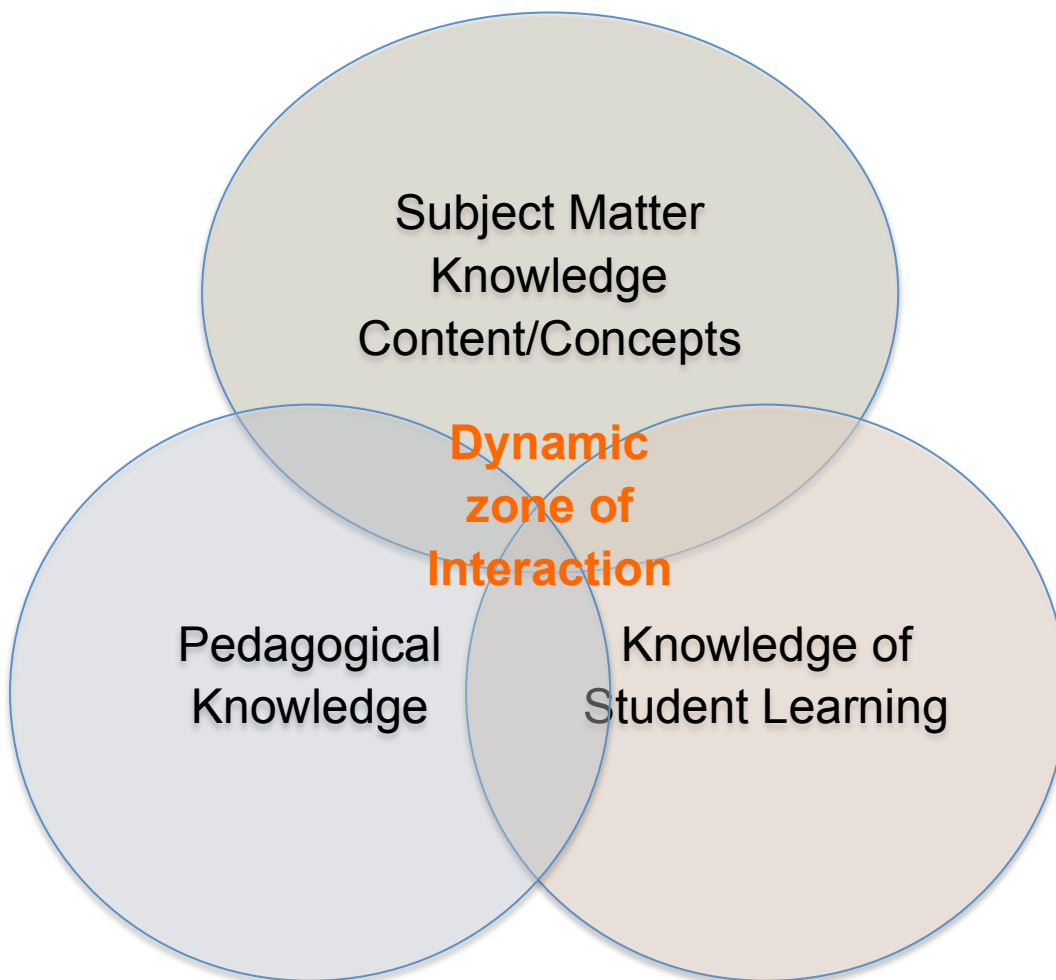 Subject Matter
Knowledge
Content/Concepts
Dynamic
zone of
Interaction
Pedagogical
Knowledge
Knowledge of
Student Learning